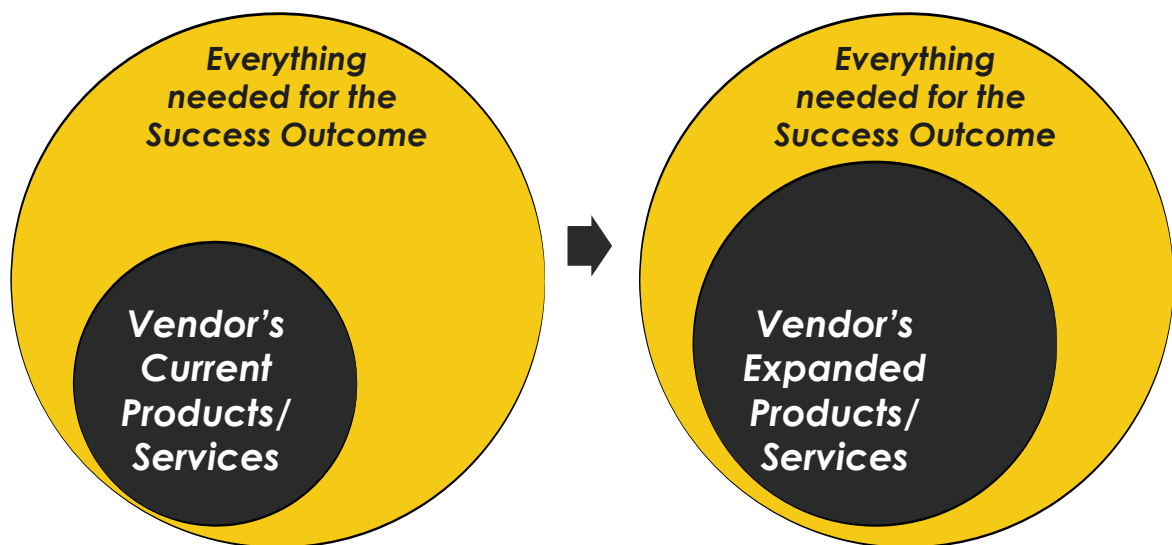 Everything
needed for the
Success Outcome
Vendor’s
Current
Products/
Services
Everything
needed for the
Success Outcome
Vendor’s
Expanded
Products/
Services